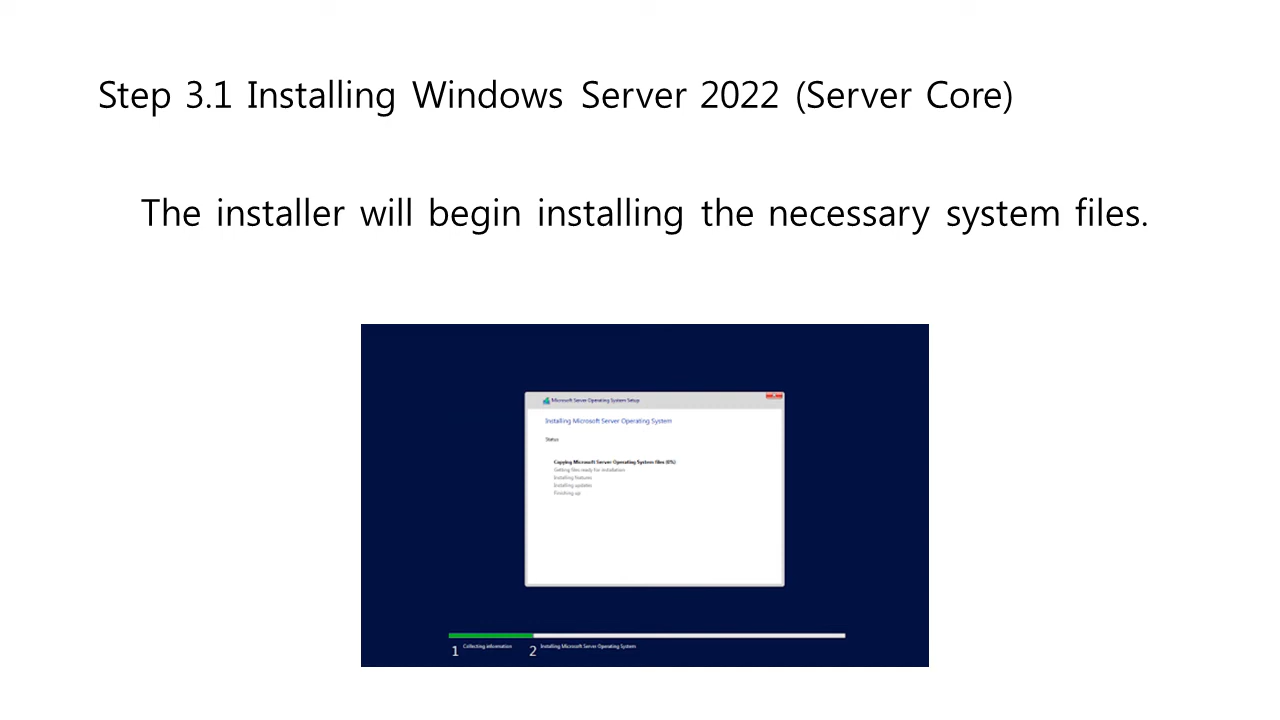 Step 3.1 Installing Windows Server 2022 (Server Core)
The installer will begin installing the necessary system files.
Microsoft Server Operating System Setup
Installing Microsoft Server Operating System
Status
Copying Microsoft Server Operating System files (0%)
Getting files ready for installation
Installing features
Installing updates
Finishing up
1 Collecting information 2 Installing Microsoft Server Operating System